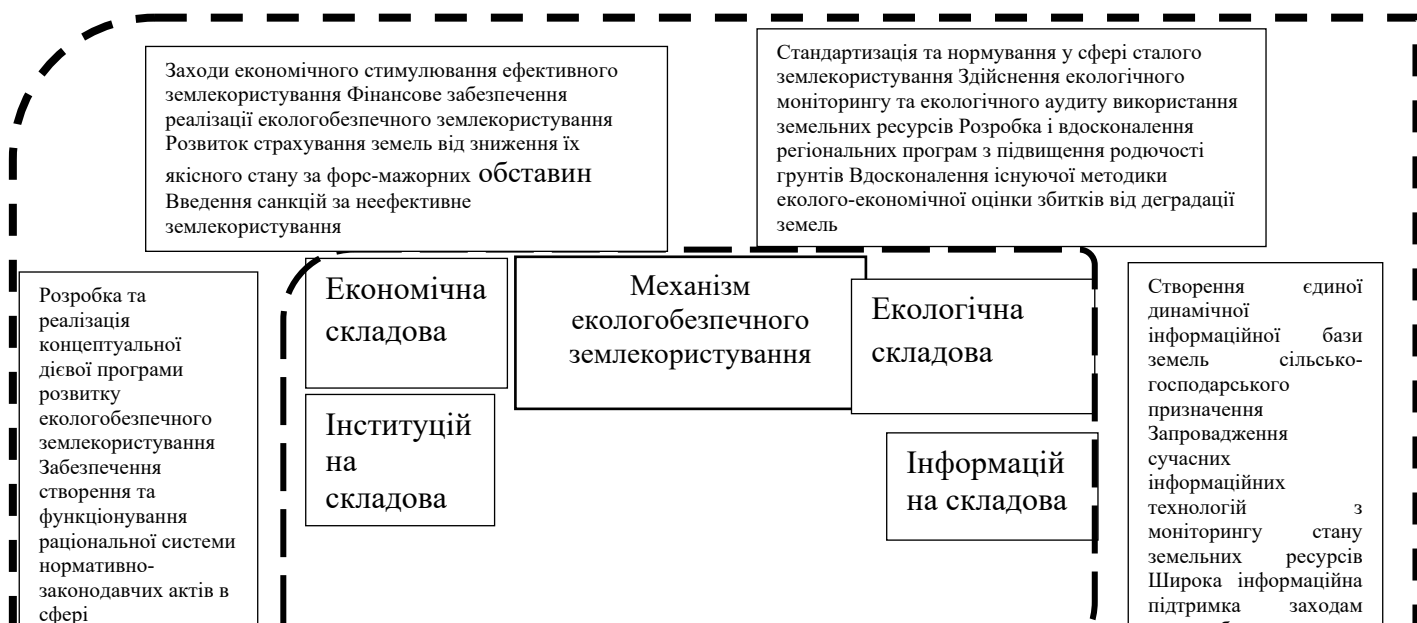 Заходи економічного стимулювання ефективного
землекористування Фінансове забезпечення
реалізації екологобезпечного землекористування
Розвиток страхування земель від зниження їх
якісного стану за форс-мажорних обставин
Введення санкцій за неефективне
землекористування
Стандартизація та нормування у сфері сталого
землекористування Здійснення екологічного
моніторингу та екологічного аудиту використання
земельних ресурсів Розробка і вдосконалення
регіональних програм з підвищення родючості
грунтів Вдосконалення існуючої методики
еколого-економічної оцінки збитків від деградації
земель
Розробка та
реалізація
концептуальної
дієвої програми
розвитку
екологобезпечного
землекористування
Забезпечення
створення та
функціонування
раціональної системи
нормативно-
законодавчих актів в
сфері
Економічна
складова
Механізм
екологобезпечного
землекористування
Екологічна
складова
Інституцій
на
складова
Інформацій
на складова
Створення єдиної
динамічної
інформаційної бази
земель сільсько-
господарського
призначення
Запровадження
сучасних
інформаційних
технологій з
моніторингу стану
земельних ресурсів
Широка інформаційна
підтримка заходам